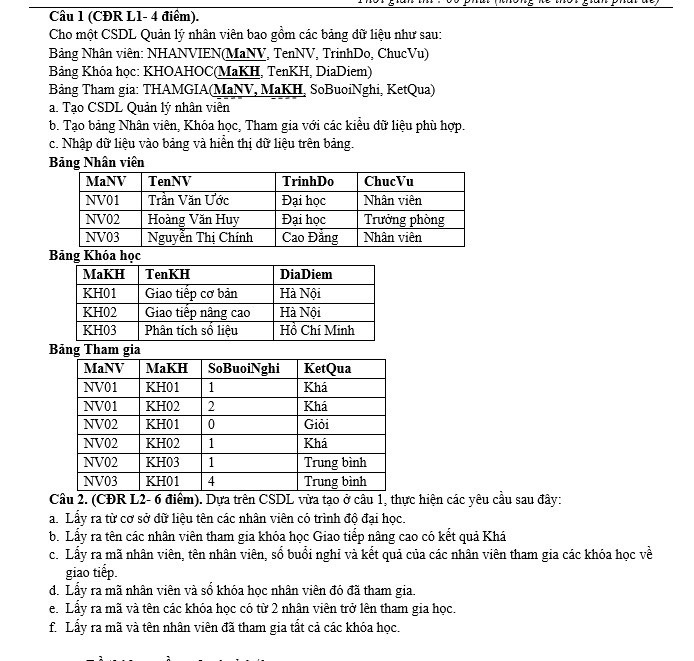 Câu 1 (CĐR L1- 4 điểm).
Cho một CSDL Quản lý nhân viên bao gồm các bảng dữ liệu như sau:
Bảng Nhân viên: NHANVIEN(MaNV, TenNV, TrinhDo, ChucVu)
Bảng Khóa học: KHOAHOC(MaKH, TenKH, DiaDiem)
Bảng Tham gia: THAMGIA(MaNV, MaKH, SoBuoiNghi, KetQua)
a. Tạo CSDL Quản lý nhân viên
b. Tạo bảng Nhân viên, Khóa học, Tham gia với các kiểu dữ liệu phù hợp.
c. Nhập dữ liệu vào bảng và hiển thị dữ liệu trên bảng.
Bảng Nhân viên
MaNV TenNV TrinhDo ChucVu
NV01 Trần Văn Ước Đại học Nhân viên
NV02 Hoàng Văn Huy Đại học Trưởng phòng
NV03 Nguyễn Thị Chính Cao Đẳng Nhân viên
Bảng Khóa học
MaKH TenKH DiaDiem
KH01 Giao tiếp cơ bản Hà Nội
KH02 Giao tiếp nâng cao Hà Nội
KH03 Phân tích số liệu Hồ Chí Minh
Bảng Tham gia
MaNV MaKH SoBuoiNghi KetQua
NV01 KH01 1 Khá
NV01 KH02 2 Khá
NV02 KH01 0 Giỏi
NV02 KH02 1 Khá
NV02 KH03 1 Trung bình
NV03 KH01 4 Trung bình
Câu 2. (CĐR L2- 6 điểm). Dựa trên CSDL vừa tạo ở câu 1, thực hiện các yêu cầu sau đây:
a. Lấy ra từ cơ sở dữ liệu tên các nhân viên có trình độ đại học.
b. Lấy ra tên các nhân viên tham gia khóa học Giao tiếp nâng cao có kết quả Khá
c. Lấy ra mã nhân viên, tên nhân viên, số buổi nghỉ và kết quả của các nhân viên tham gia các khóa học về
giao tiếp.
d. Lấy ra mã nhân viên và số khóa học nhân viên đó đã tham gia.
e. Lấy ra mã và tên các khóa học có từ 2 nhân viên trở lên tham gia học.
f. Lấy ra mã và tên nhân viên đã tham gia tất cả các khóa học.